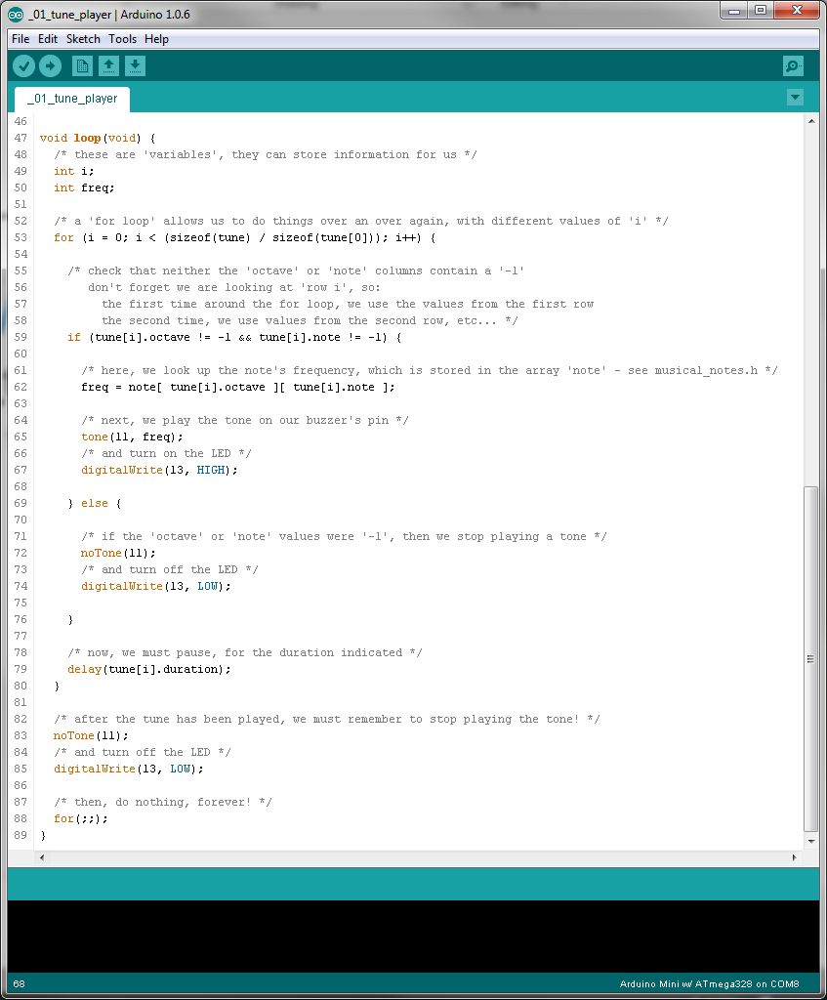 _01_tune_player | Arduino 1.0.6
File Edit Sketch Tools Help
_01_tune_player
46
47 void loop(void) {
48 /* these are 'variables', they can store information for us */
49 int i;
50 int freq;
51
52 /* a 'for loop' allows us to do things over an over again, with different values of 'i' */
53 for (i = 0; i < (sizeof(tune) / sizeof(tune[0])); i++) {
54
55 /* check that neither the 'octave' or 'note' columns contain a '-1'
56 don't forget we are looking at 'row i', so:
57 the first time around the for loop, we use the values from the first row
58 the second time, we use values from the second row, etc... */
59 if (tune[i].octave != -1 && tune[i].note != -1) {
60
61 /* here, we look up the note's frequency, which is stored in the array 'note' - see musical_notes.h */
62 freq = note[ tune[i].octave ][ tune[i].note ];
63
64 /* next, we play the tone on our buzzer's pin */
65 tone(11, freq);
66 /* and turn on the LED */
67 digitalWrite(13, HIGH);
68
69 } else {
70
71 /* if the 'octave' or 'note' values were '-1', then we stop playing a tone */
72 noTone(11);
73 /* and turn off the LED */
74 digitalWrite(13, LOW);
75
76 }
77
78 /* now, we must pause, for the duration indicated */
79 delay(tune[i].duration);
80 }
81
82 /* after the tune has been played, we must remember to stop playing the tone! */
83 noTone(11);
84 /* and turn off the LED */
85 digitalWrite(13, LOW);
86
87 /* then, do nothing, forever! */
88 for(;;);
89 }
68 Arduino Mini w/ ATmega328 on COM8